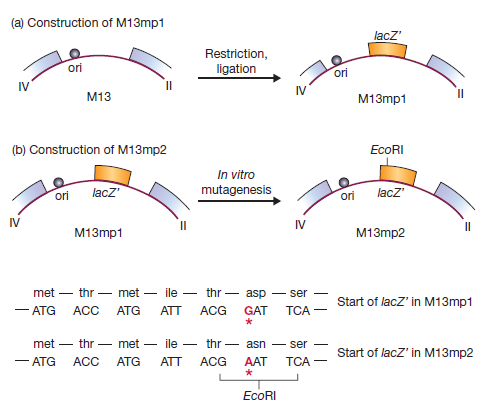 (a) Construction of M13mp1
lacZ'
Restriction,
ligation
ori
ori
IV
II
IV
II
M13
M13mp1
(b) Construction of M13mp2
EcoRI
In vitro
mutagenesis
ori
lacZ'
ori
lacZ'
IV
II
IV
II
M13mp1
M13mp2
met — thr — met — ile — thr — asp — ser —
— ATG ACC ATG ATT ACG GAT TCA —
Start of lacZ' in M13mp1
*
met — thr — met — ile — thr — asn — ser —
— ATG ACC ATG ATT ACG AAT TCA —
Start of lacZ' in M13mp2
*
EcoRI